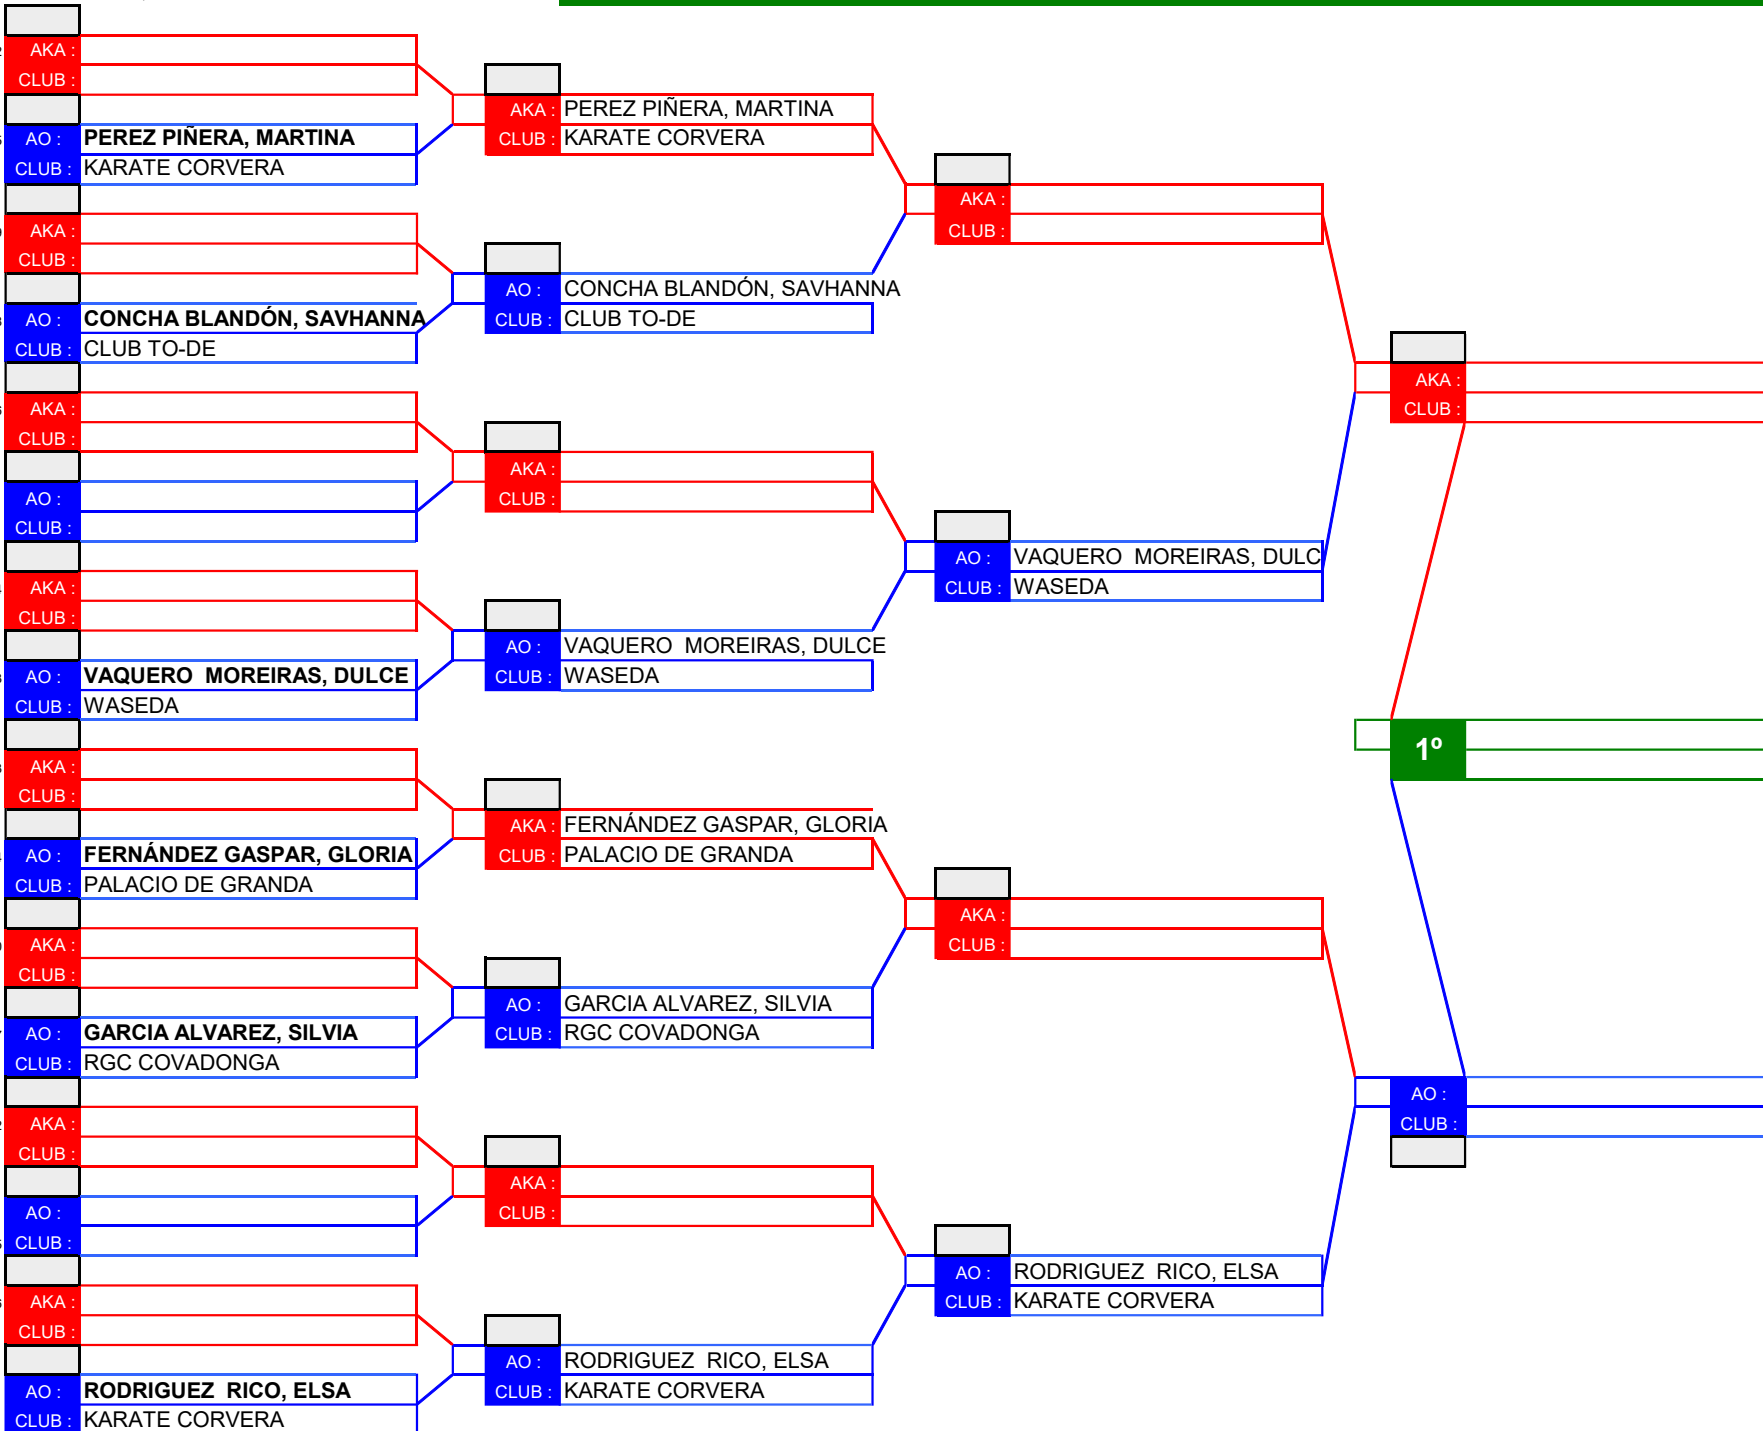 AKA :
CLUB :
AO : PEREZ PIÑERA, MARTINA
CLUB : KARATE CORVERA
AKA :
CLUB :
AO : CONCHA BLANDÓN, SAVHANNA
CLUB : CLUB TO-DE
AKA :
CLUB :
AO :
CLUB :
AKA :
CLUB :
AO : VAQUERO MOREIRAS, DULCE
CLUB : WASEDA
AKA :
CLUB :
AO : FERNÁNDEZ GASPAR, GLORIA
CLUB : PALACIO DE GRANDA
AKA :
CLUB :
AO : GARCIA ALVAREZ, SILVIA
CLUB : RGC COVADONGA
AKA :
CLUB :
AO :
CLUB :
AKA :
CLUB :
AO : RODRIGUEZ RICO, ELSA
CLUB : KARATE CORVERA
AKA : PEREZ PIÑERA, MARTINA
CLUB : KARATE CORVERA
AO : CONCHA BLANDÓN, SAVHANNA
CLUB : CLUB TO-DE
AKA :
CLUB :
AO : VAQUERO MOREIRAS, DULCE
CLUB : WASEDA
AKA : FERNÁNDEZ GASPAR, GLORIA
CLUB : PALACIO DE GRANDA
AO : GARCIA ALVAREZ, SILVIA
CLUB : RGC COVADONGA
AKA :
CLUB :
AO : RODRIGUEZ RICO, ELSA
CLUB : KARATE CORVERA
AKA :
CLUB :
AO : VAQUERO MOREIRAS, DULC
CLUB : WASEDA
AKA :
CLUB :
AO : RODRIGUEZ RICO, ELSA
CLUB : KARATE CORVERA
AKA :
CLUB :
1º
AO :
CLUB :